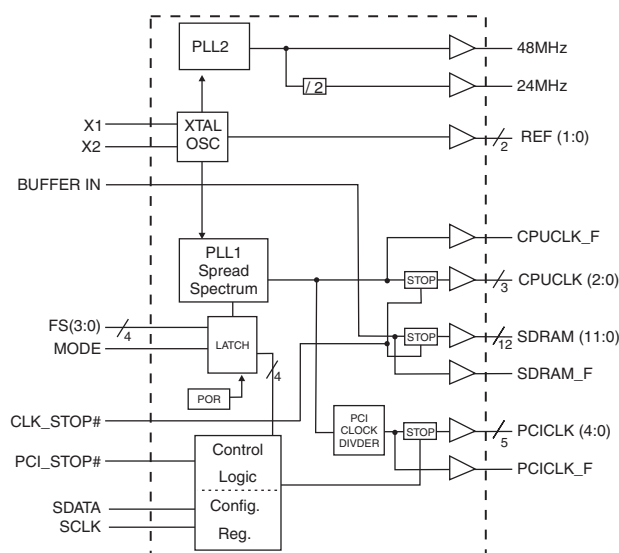 PLL2
48MHz
/ 2
24MHz
X1
X2
XTAL
OSC
REF (1:0)
2
BUFFER IN
CPUCLK_F
PLL1
Spread
Spectrum
STOP
CPUCLK (2:0)
3
FS(3:0)
4
MODE
LATCH
STOP
SDRAM (11:0)
12
4
SDRAM_F
POR
CLK_STOP#
PCI
CLOCK
DIVDER
STOP
PCICLK (4:0)
5
PCI_STOP#
Control
Logic
PCICLK_F
SDATA
SCLK
Config.
Reg.